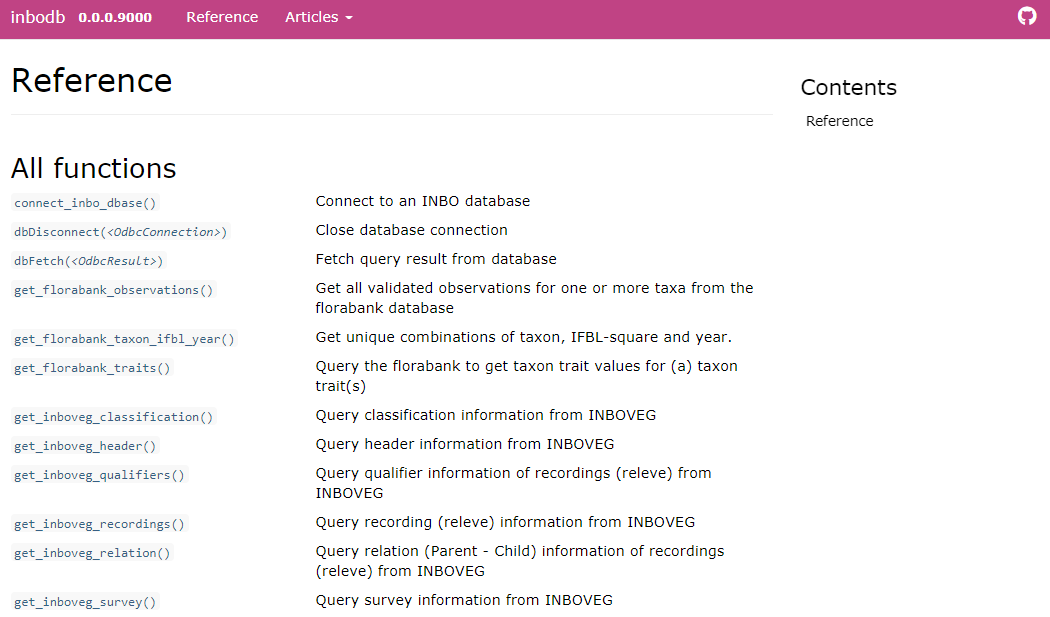 inbodb 0.0.0.9000 Reference Articles
Reference
Contents
Reference
All functions
connect_inbo_dbase() Connect to an INBO database
dbDisconnect(<OdbcConnection>) Close database connection
dbFetch(<OdbcResult>) Fetch query result from database
get_florabank_observations() Get all validated observations for one or more taxa from the
florabank database
get_florabank_taxon_ifbl_year() Get unique combinations of taxon, IFBL-square and year.
get_florabank_traits() Query the florabank to get taxon trait values for (a) taxon
trait(s)
get_inboveg_classification() Query classification information from INBOVEG
get_inboveg_header() Query header information from INBOVEG
get_inboveg_qualifiers() Query qualifier information of recordings (releve) from
INBOVEG
get_inboveg_recordings() Query recording (releve) information from INBOVEG
get_inboveg_relation() Query relation (Parent - Child) information of recordings
(releve) from INBOVEG
get_inboveg_survey() Query survey information from INBOVEG